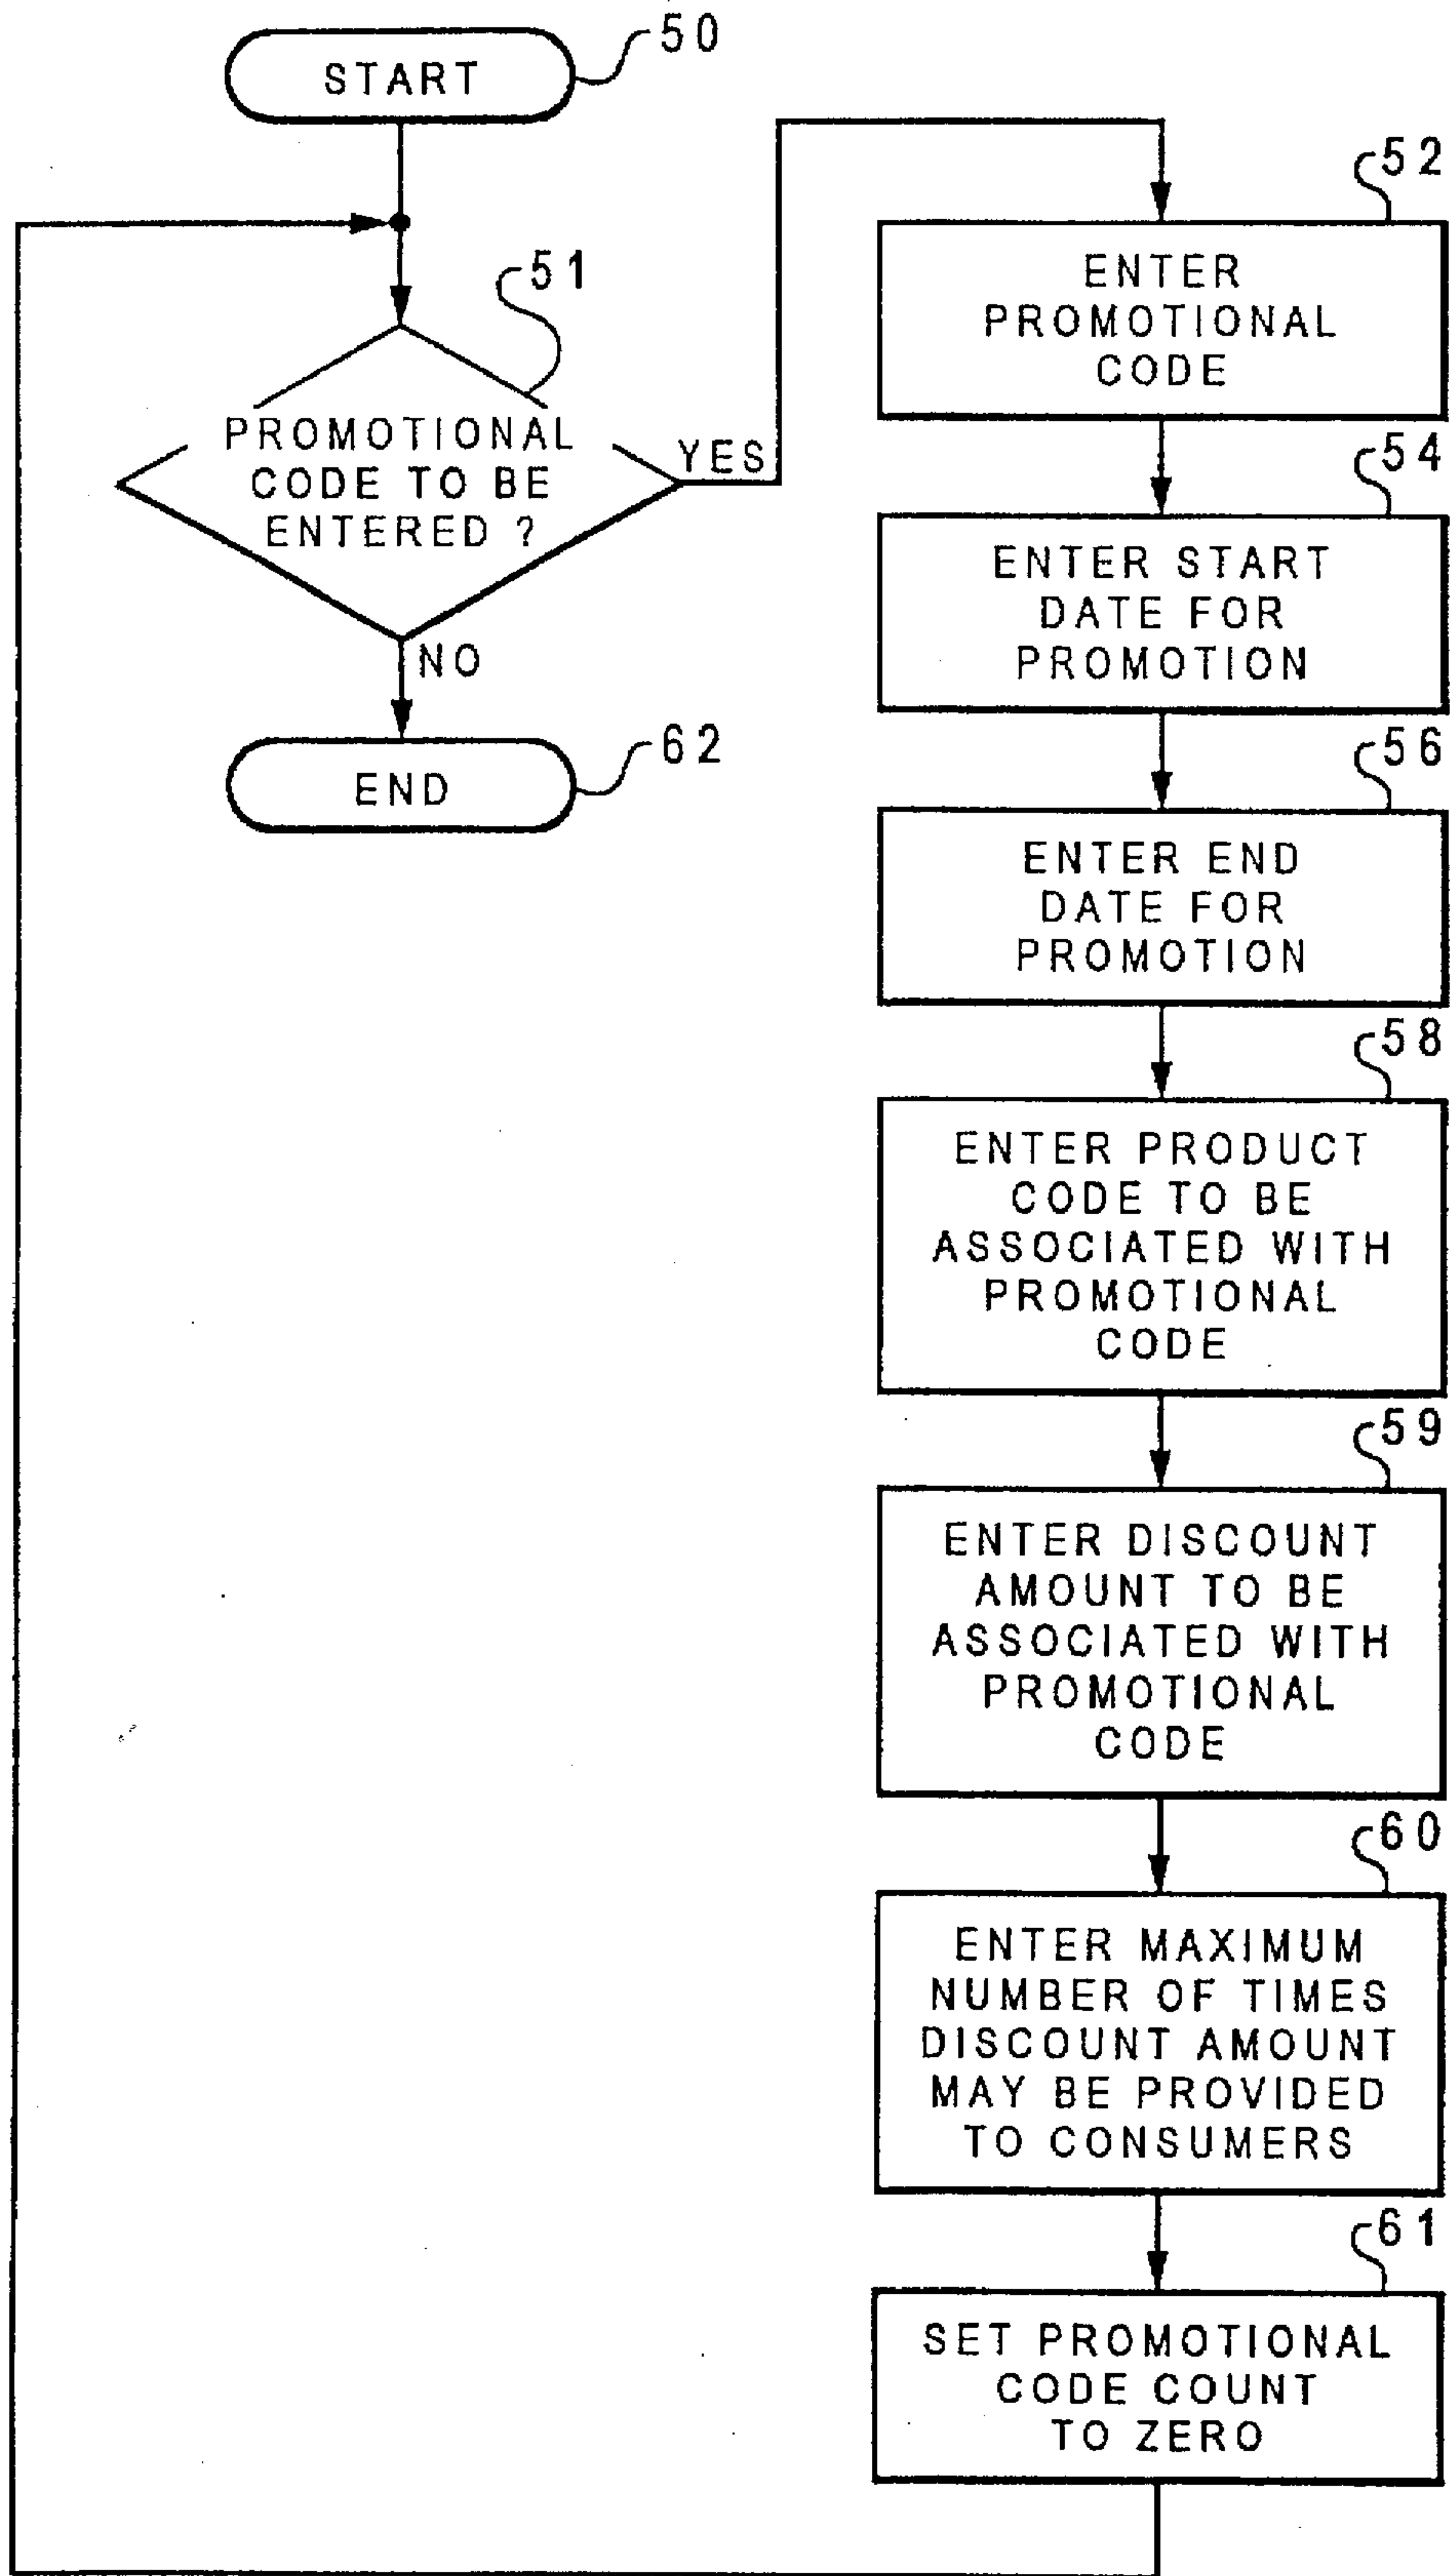 START
50
51
PROMOTIONAL
CODE TO BE
ENTERED ?
YES
NO
END
62
52
ENTER
PROMOTIONAL
CODE
54
ENTER START
DATE FOR
PROMOTION
56
ENTER END
DATE FOR
PROMOTION
58
ENTER PRODUCT
CODE TO BE
ASSOCIATED WITH
PROMOTIONAL
CODE
59
ENTER DISCOUNT
AMOUNT TO BE
ASSOCIATED WITH
PROMOTIONAL
CODE
60
ENTER MAXIMUM
NUMBER OF TIMES
DISCOUNT AMOUNT
MAY BE PROVIDED
TO CONSUMERS
61
SET PROMOTIONAL
CODE COUNT
TO ZERO